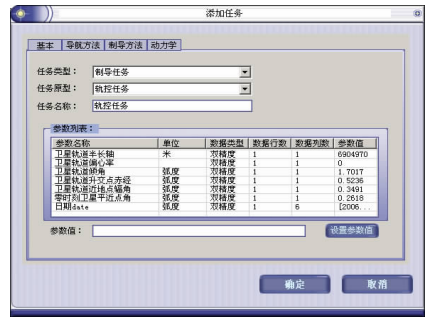 添加任务
基本 导航方法 制导方法 动力学
任务类型： 制导任务
任务原型： 轨控任务
任务名称： 轨控任务
参数列表：
参数名称 单位 数据类型 数据行数 数据列数 参数值
卫星轨道半长轴 米 双精度 1 1 6904970
卫星轨道偏心率 双精度 1 1 0
卫星轨道倾角 弧度 双精度 1 1 1.7017
卫星轨道升交点赤经 弧度 双精度 1 1 0.5236
卫星轨道近地点辐角 弧度 双精度 1 1 0.3491
零时刻卫星平近点角 弧度 双精度 1 1 0.2618
日期date 弧度 双精度 1 6 [2006...
参数值： 设置参数值
确定 取消